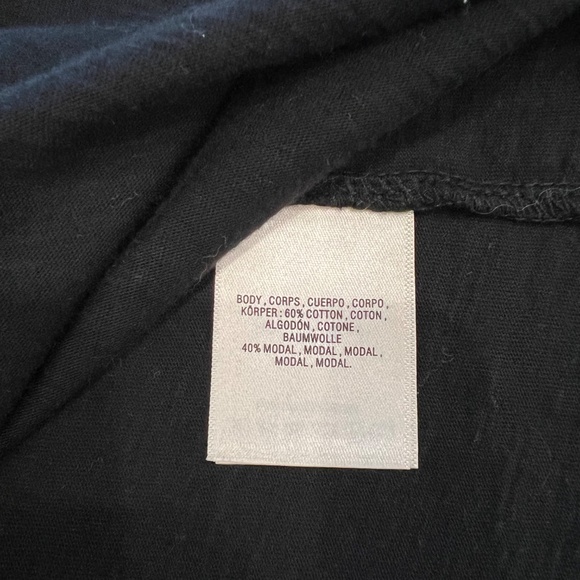 BODY, CORPS, CUERPO, CORPO,
KÖRPER: 60% COTTON, COTON,
ALGODÓN, COTONE,
BAUMWOLLE
40% MODAL, MODAL, MODAL,
MODAL, MODAL.